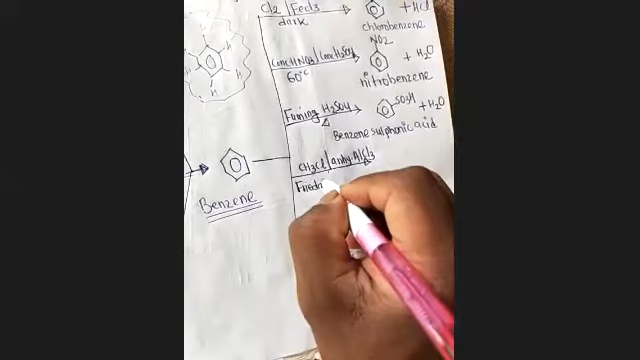 Cl2 | FeCl3
dark
+ HCl
chlorobenzene
NO2
Conc HNO3 / Conc H2SO4
60°C
+ H2O
nitrobenzene
Fuming H2SO4
Δ
SO3H
+ H2O
Benzene sulphonic acid
CH3Cl | anhy. AlCl3
Friedr
Benzene
H
H
H